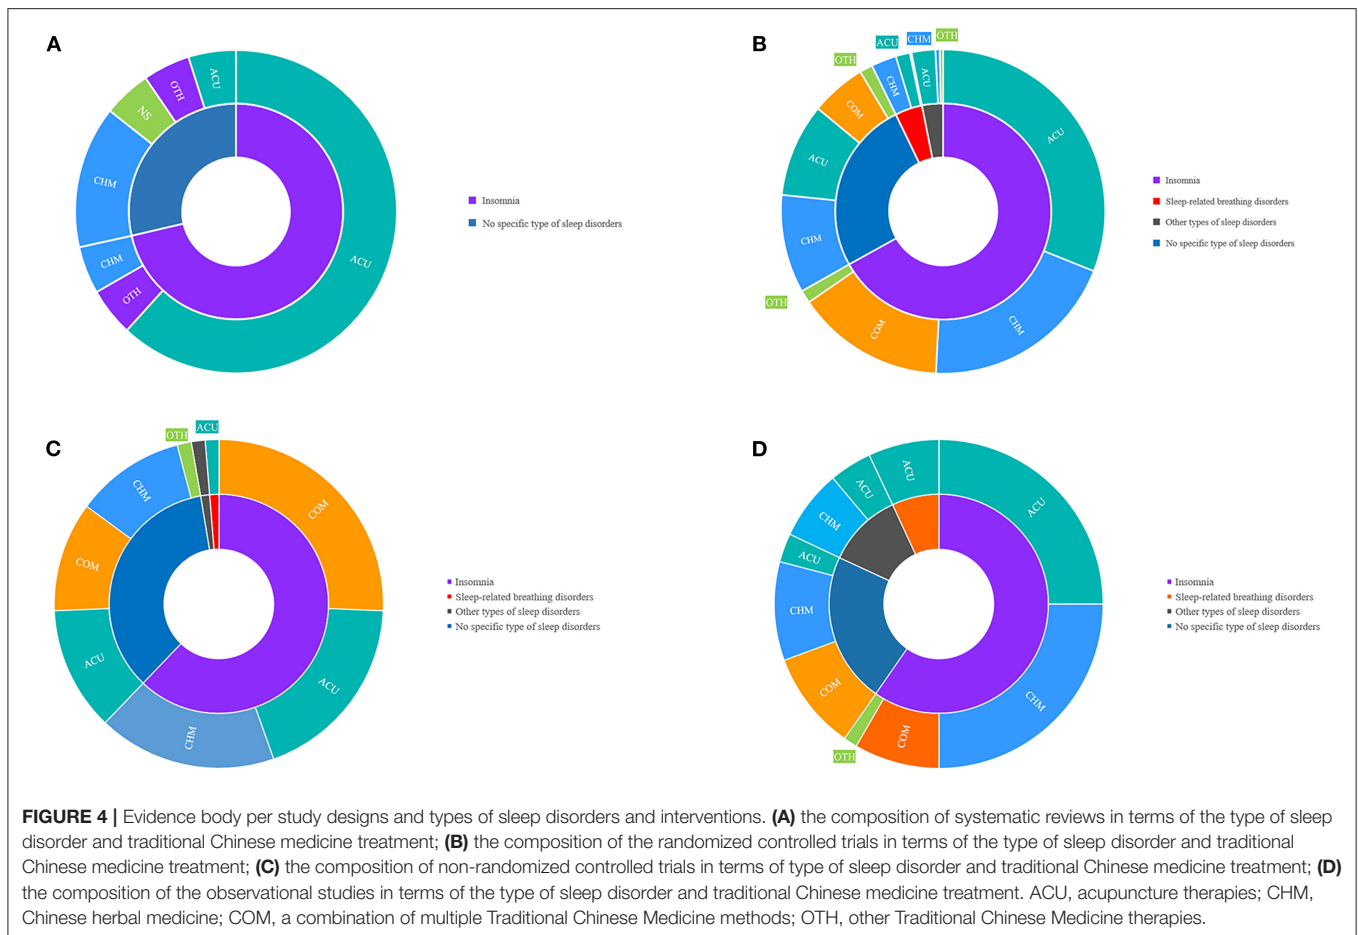 A
ACU
OTH
NS
CHM
CHM
OTH
ACU
Insomnia
No specific type of sleep disorders
B
OTH
ACU
CHM
OTH
COM
CHM
ACU
ACU
ACU
CHM
OTH
COM
CHM
Insomnia
Sleep-related breathing disorders
Other types of sleep disorders
No specific type of sleep disorders
C
OTH
ACU
CHM
COM
COM
ACU
CHM
ACU
Insomnia
Sleep-related breathing disorders
Other types of sleep disorders
No specific type of sleep disorders
D
ACU
ACU
CHM
ACU
ACU
CHM
COM
OTH
COM
CHM
Insomnia
Sleep-related breathing disorders
Other types of sleep disorders
No specific type of sleep disorders
FIGURE 4 | Evidence body per study designs and types of sleep disorders and interventions. (A) the composition of systematic reviews in terms of the type of sleep
disorder and traditional Chinese medicine treatment; (B) the composition of the randomized controlled trials in terms of the type of sleep disorder and traditional
Chinese medicine treatment; (C) the composition of non-randomized controlled trials in terms of type of sleep disorder and traditional Chinese medicine treatment; (D)
the composition of the observational studies in terms of the type of sleep disorder and traditional Chinese medicine treatment. ACU, acupuncture therapies; CHM,
Chinese herbal medicine; COM, a combination of multiple Traditional Chinese Medicine methods; OTH, other Traditional Chinese Medicine therapies.